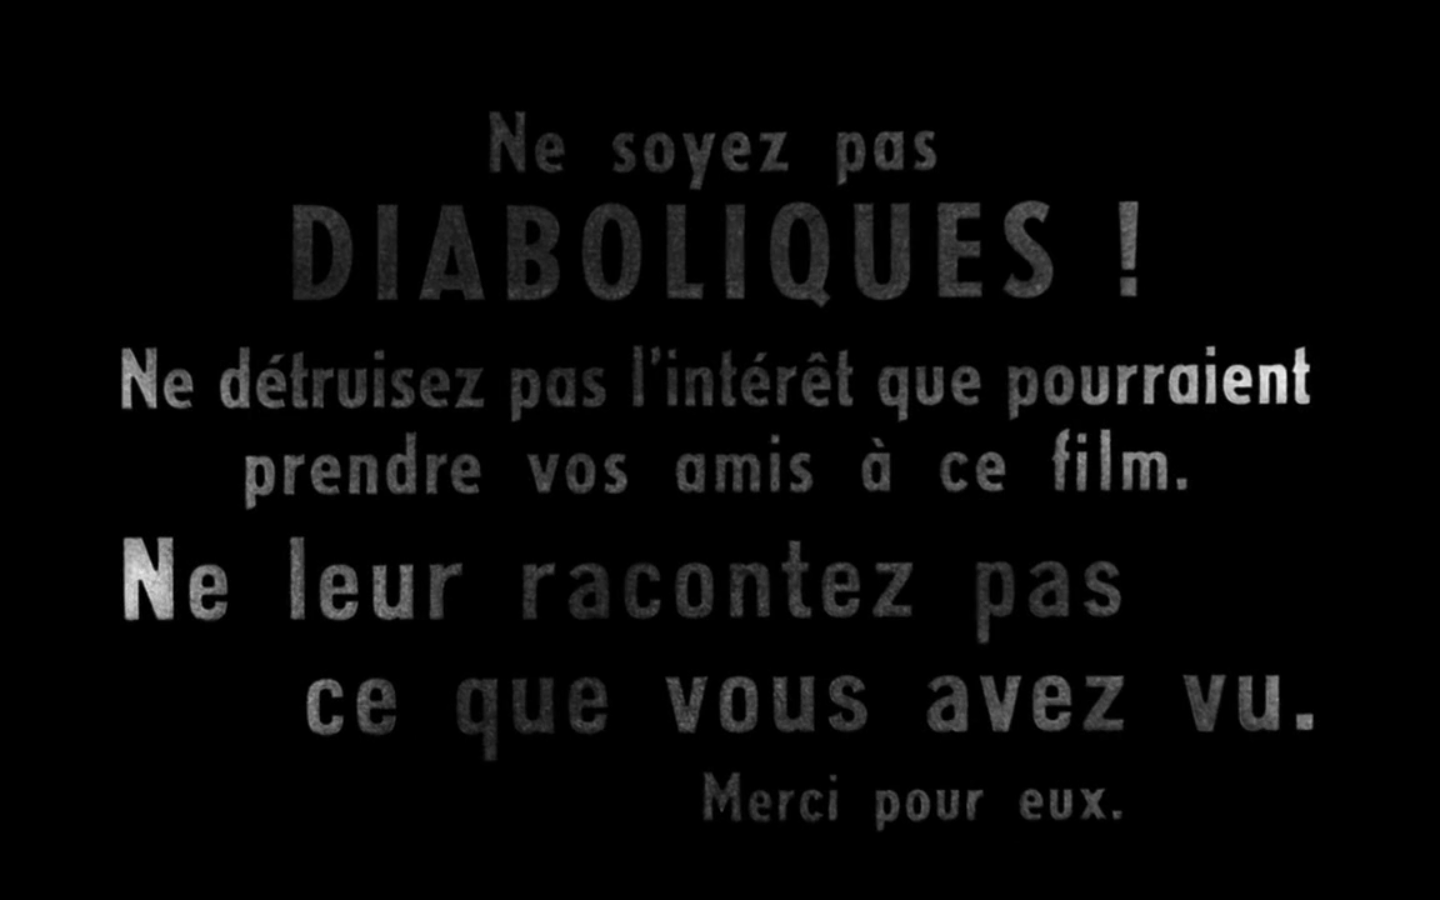 Ne soyez pas
DIABOLIQUES !
Ne détruisez pas l'intérêt que pourraient
prendre vos amis à ce film.
Ne leur racontez pas
ce que vous avez vu.
Merci pour eux.